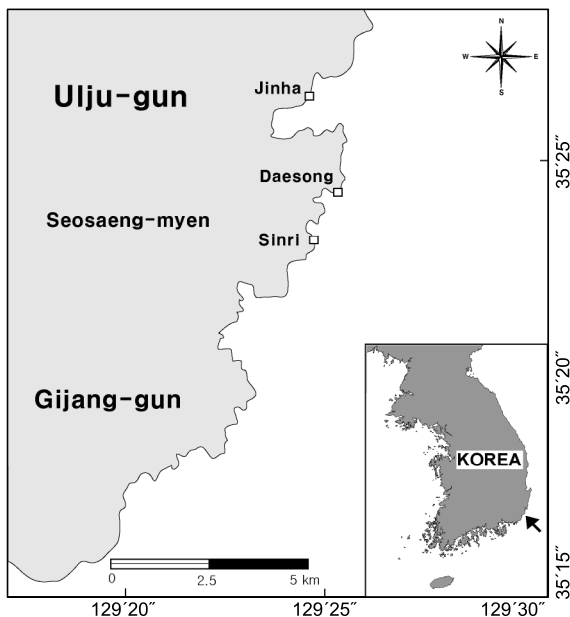 N
W E
S
Jinha
Ulju-gun
35˝25˝
Daesong
Seosaeng-myen
Sinri
35˝20˝
Gijang-gun
KOREA
35˝15˝
0 2.5 5 km
129˝20˝ 129˝25˝ 129˝30˝